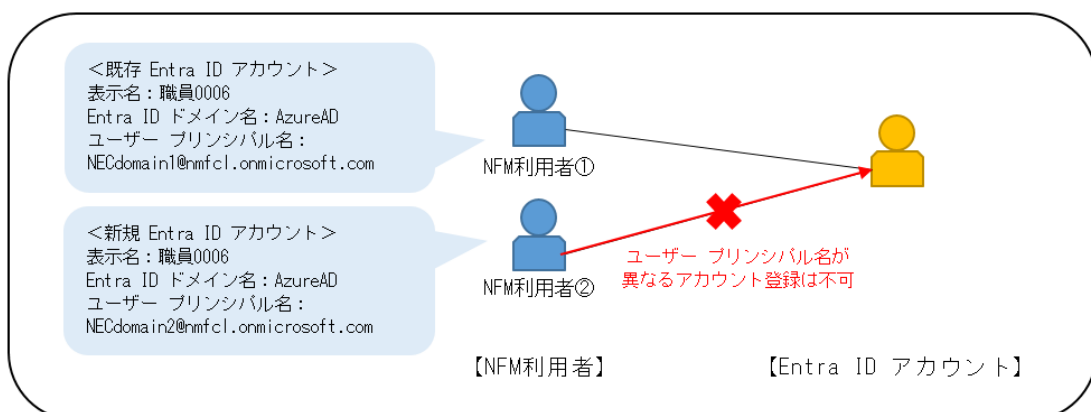 ＜既存 Entra ID アカウント＞
表示名：職員0006
Entra ID ドメイン名：AzureAD
ユーザー プリンシパル名：
NECdomain1@nmfcl.onmicrosoft.com
NFM利用者①
＜新規 Entra ID アカウント＞
表示名：職員0006
Entra ID ドメイン名：AzureAD
ユーザー プリンシパル名：
NECdomain2@nmfcl.onmicrosoft.com
NFM利用者②
ユーザー プリンシパル名が
異なるアカウント登録は不可
【NFM利用者】
【Entra ID アカウント】